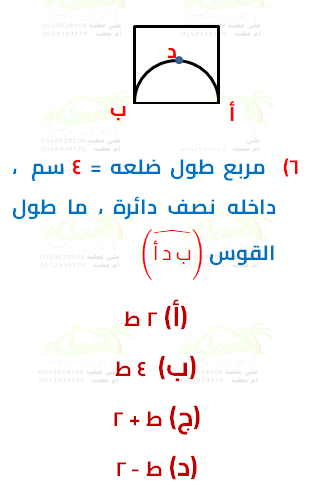 د
ب أ
٦) مربع طول ضلعه = ٤ سم ،
داخله نصف دائرة ، ما طول
القوس (ب د أ)
(أ) ٢ ط
(ب) ٤ ط
(ج) ط + ٢
(د) ط - ٢